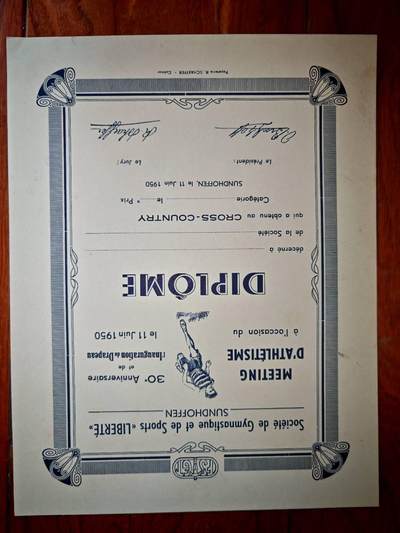 Société de Gymnastique et de Sports « LIBERTÉ »
SUNDHOFFEN
MEETING
D'ATHLÉTISME
30e Anniversaire
et de
l'Inauguration du Drapeau
à l'occasion du
le 11 Juin 1950
DIPLÔME
décerné à
de la Société
qui a obtenu au CROSS-COUNTRY
Catégorie le e Prix
SUNDHOFFEN, le 11 Juin 1950
Le Président: Le Jury: